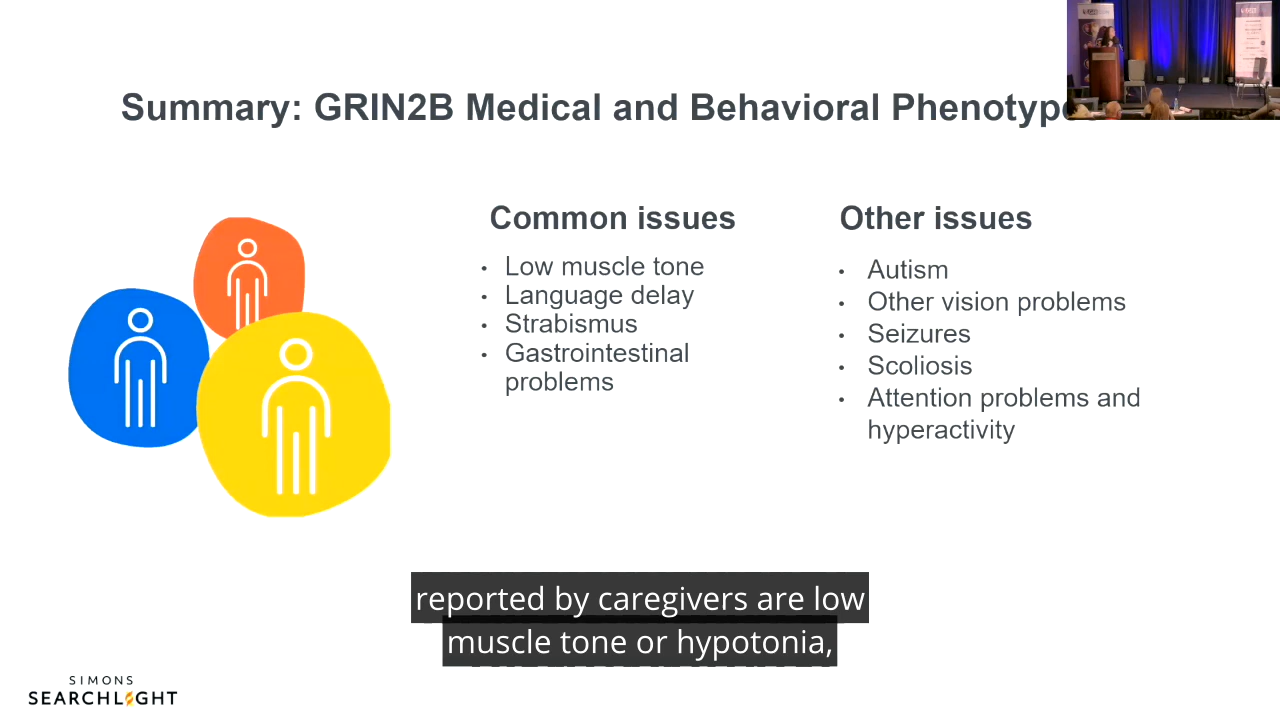 Summary: GRIN2B Medical and Behavioral
Common issues
• Low muscle tone
• Language delay
• Strabismus
• Gastrointestinal
problems
Other issues
• Autism
• Other vision problems
• Seizures
• Scoliosis
• Attention problems and
hyperactivity
reported by caregivers are low
muscle tone or hypotonia,
SIMONS
SEARCHLIGHT